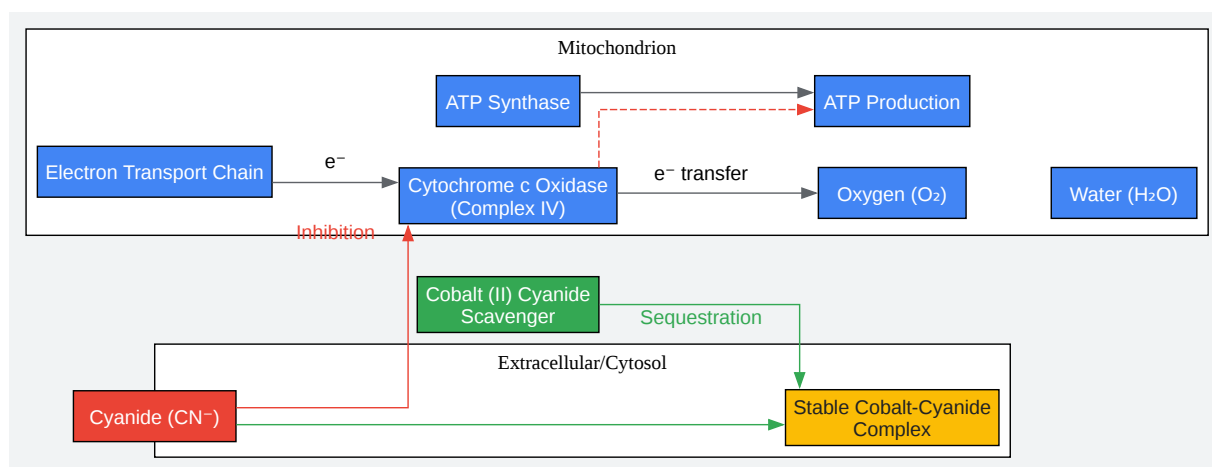 Mitochondrion
ATP Synthase
ATP Production
Electron Transport Chain
e⁻
Cytochrome c Oxidase
(Complex IV)
e⁻ transfer
Oxygen (O₂)
Water (H₂O)
Inhibition
Cobalt (II) Cyanide
Scavenger
Sequestration
Extracellular/Cytosol
Cyanide (CN⁻)
Stable Cobalt-Cyanide
Complex